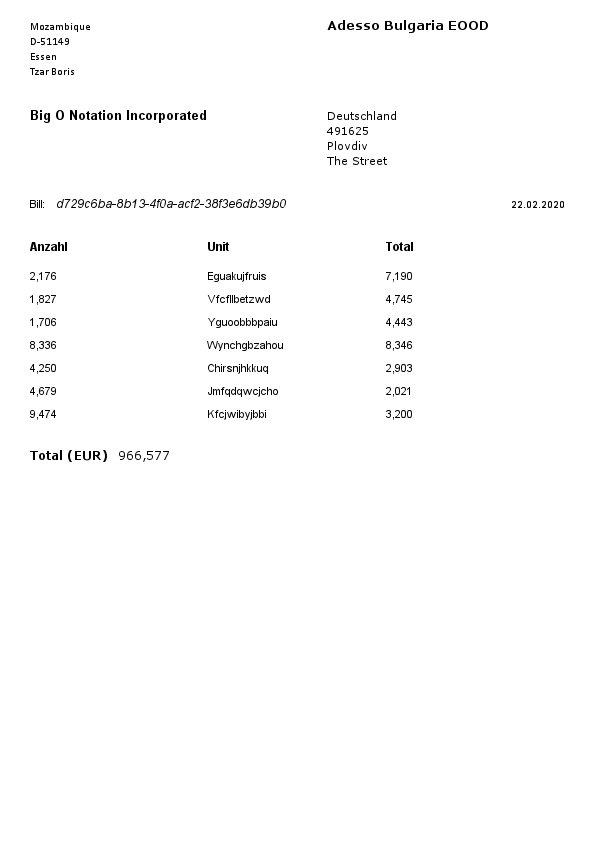 Mozambique
D-51149
Essen
Tzar Boris
Adesso Bulgaria EOOD
Big O Notation Incorporated
Deutschland
491625
Plovdiv
The Street
Bill: d729c6ba-8b13-4f0a-acf2-38f3e6db39b0 22.02.2020
Anzahl Unit Total
2,176 Eguakujfruis 7,190
1,827 Vfcfllbetzwd 4,745
1,706 Yguoobbbpaiu 4,443
8,336 Wynchgbzahou 8,346
4,250 Chirsnjhkkuq 2,903
4,679 Jmfqdqwcjcho 2,021
9,474 Kfcjwibyjbbi 3,200
Total (EUR) 966,577